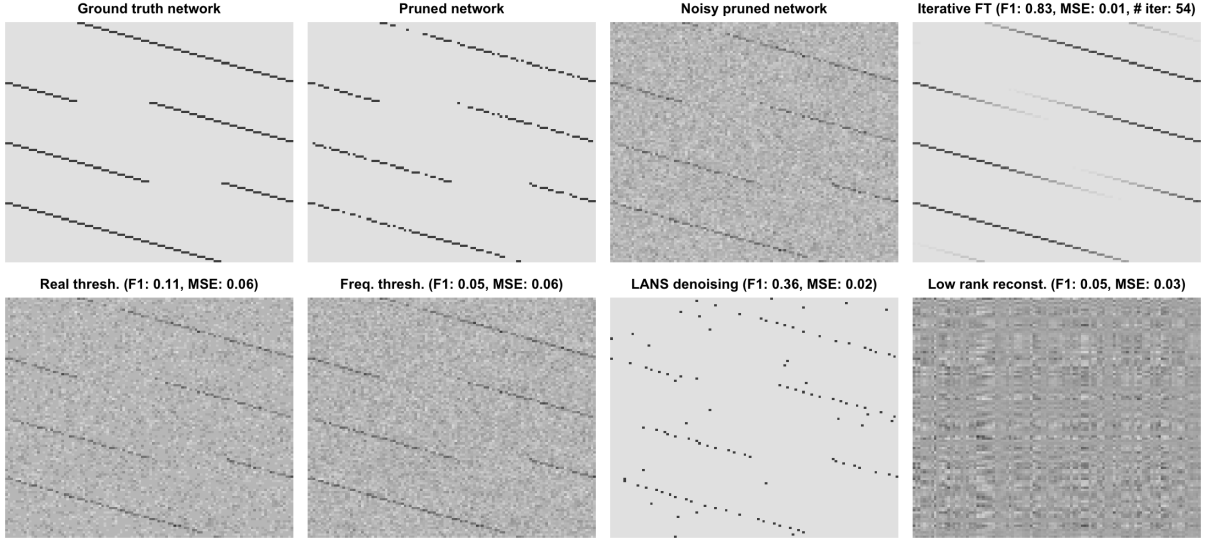 Ground truth network
Pruned network
Noisy pruned network
Iterative FT (F1: 0.83, MSE: 0.01, # iter: 54)
Real thresh. (F1: 0.11, MSE: 0.06)
Freq. thresh. (F1: 0.05, MSE: 0.06)
LANS denoising (F1: 0.36, MSE: 0.02)
Low rank reconst. (F1: 0.05, MSE: 0.03)